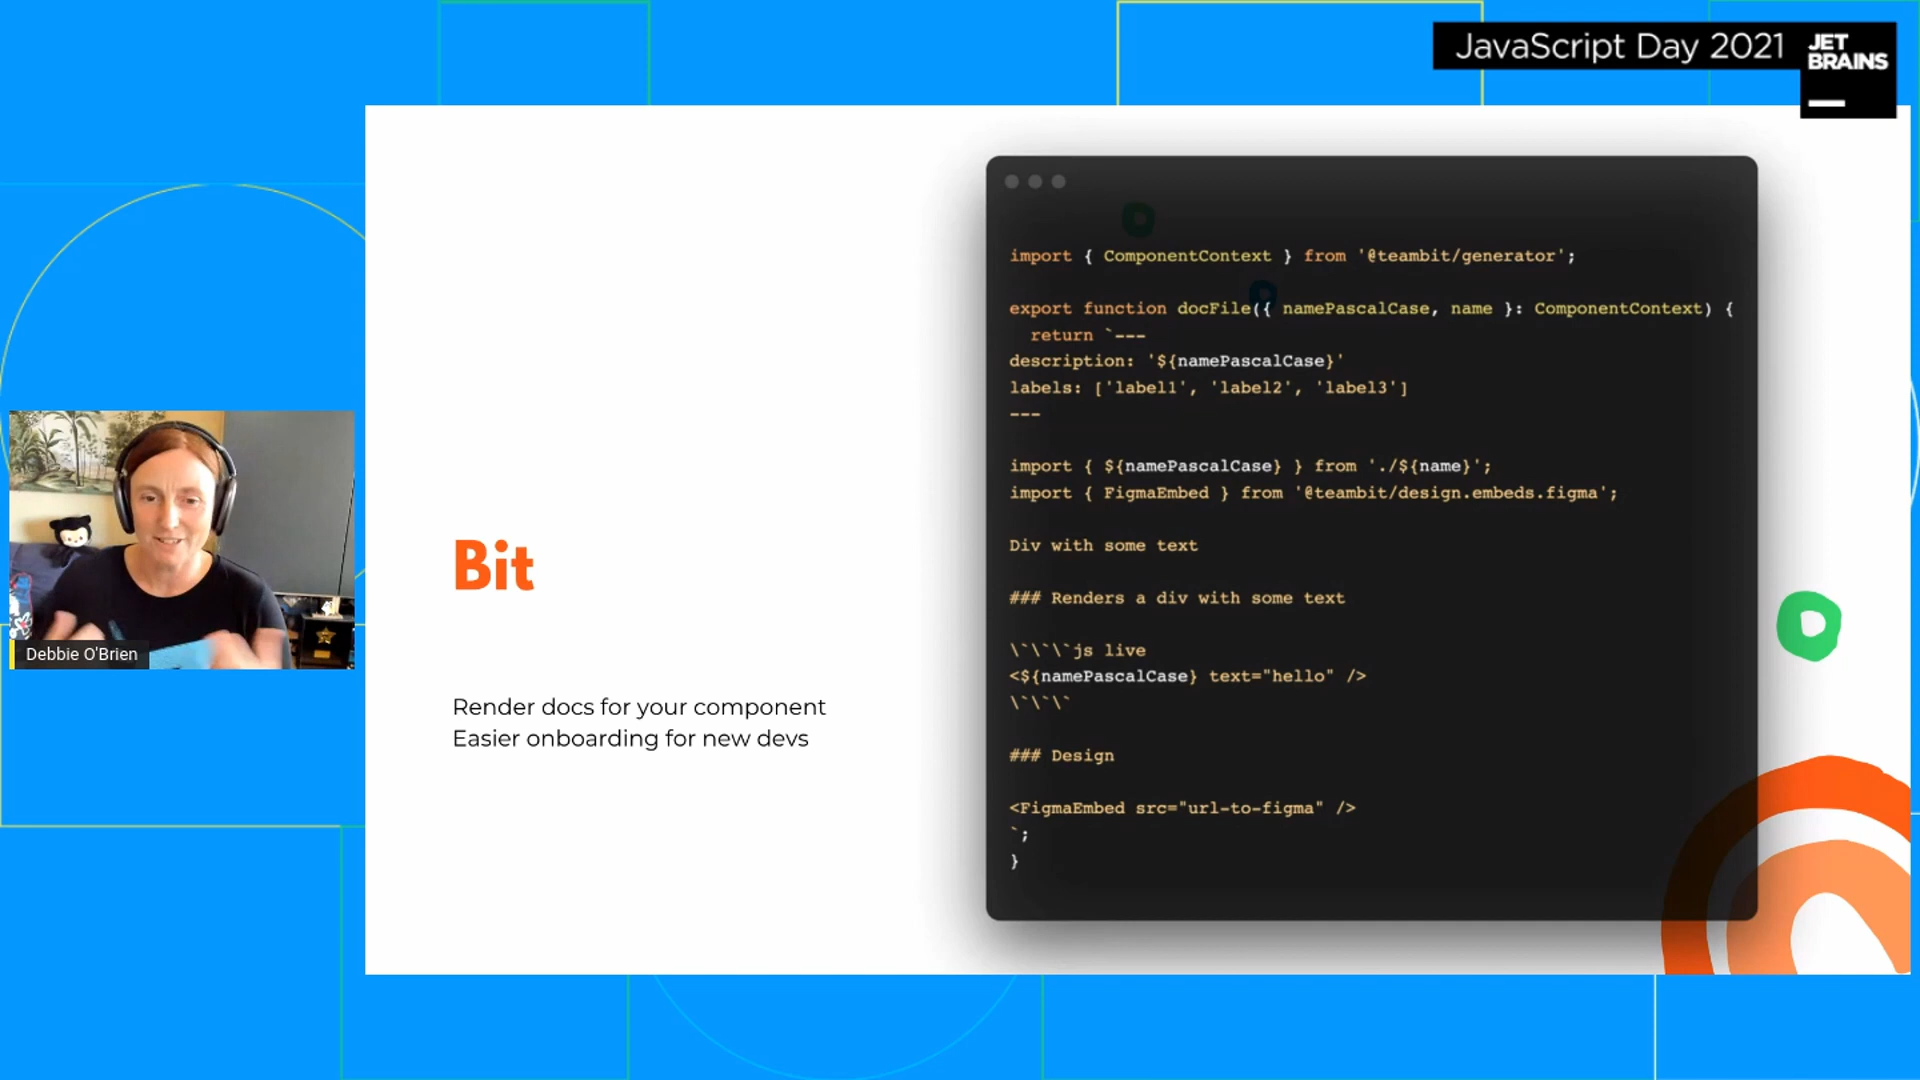 JavaScript Day 2021
JET
BRAINS
import { ComponentContext } from '@teambit/generator';
export function docFile({ namePascalCase, name }: ComponentContext) {
  return `---
description: '${namePascalCase}'
labels: ['label1', 'label2', 'label3']
---
import { ${namePascalCase} } from './${name}';
import { FigmaEmbed } from '@teambit/design.embeds.figma';
Div with some text
### Renders a div with some text
\`\`\`js live
<${namePascalCase} text="hello" />
\`\`\`
### Design
<FigmaEmbed src="url-to-figma" />
`;
}
Bit
Render docs for your component
Easier onboarding for new devs
Debbie O'Brien